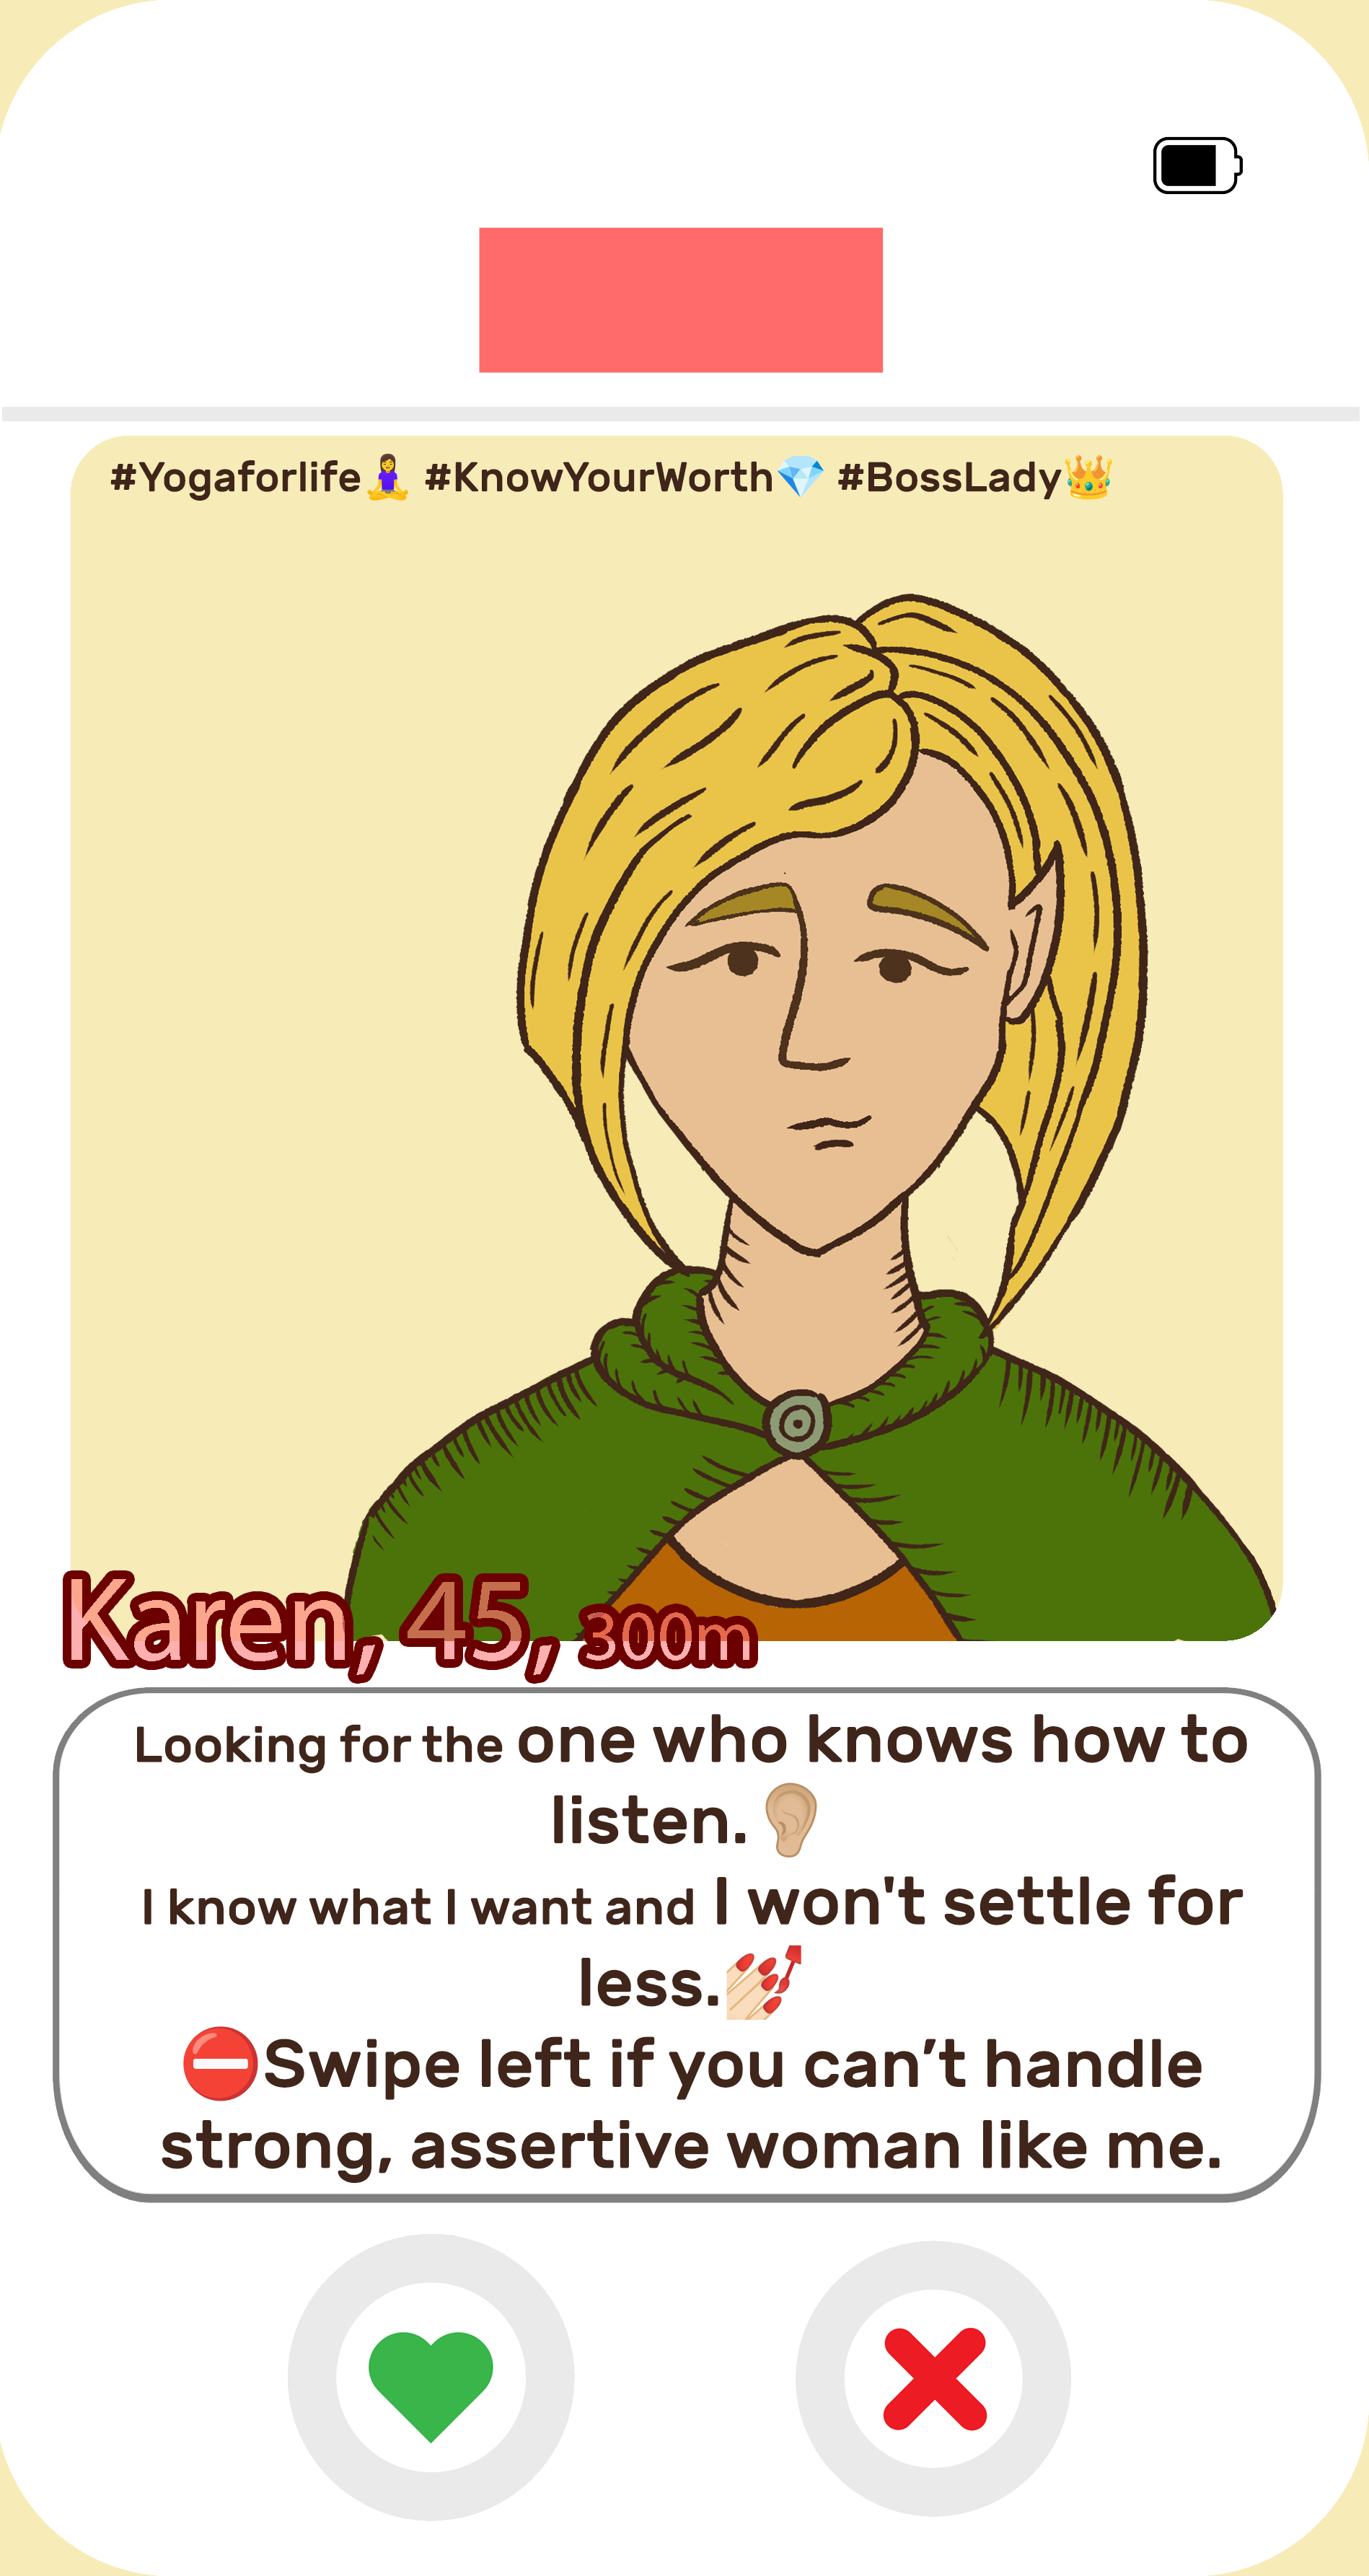 #Yogaforlife🧘‍♀️ #KnowYourWorth💎 #BossLady👑
Karen, 45, 300m
Looking for the one who knows how to
listen.👂🏼
I know what I want and I won't settle for
less.💅🏻
⛔Swipe left if you can’t handle
strong, assertive woman like me.